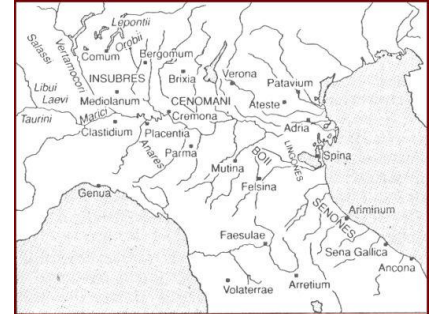 Lepontii
Salassi
Vertamocori
Orobii
Comum
Bergomum
INSUBRES
Brixia
Verona
Patavium
Libui
Laevi
Mediolanum
CENOMANI
Ateste
Taurini
Marici
Cremona
Adria
Clastidium
Placentia
Anares
Parma
Mutina
BOII
LINGONES
Spina
Felsina
Genua
SENONES
Ariminum
Faesulae
Sena Gallica
Ancona
Volaterrae
Arretium